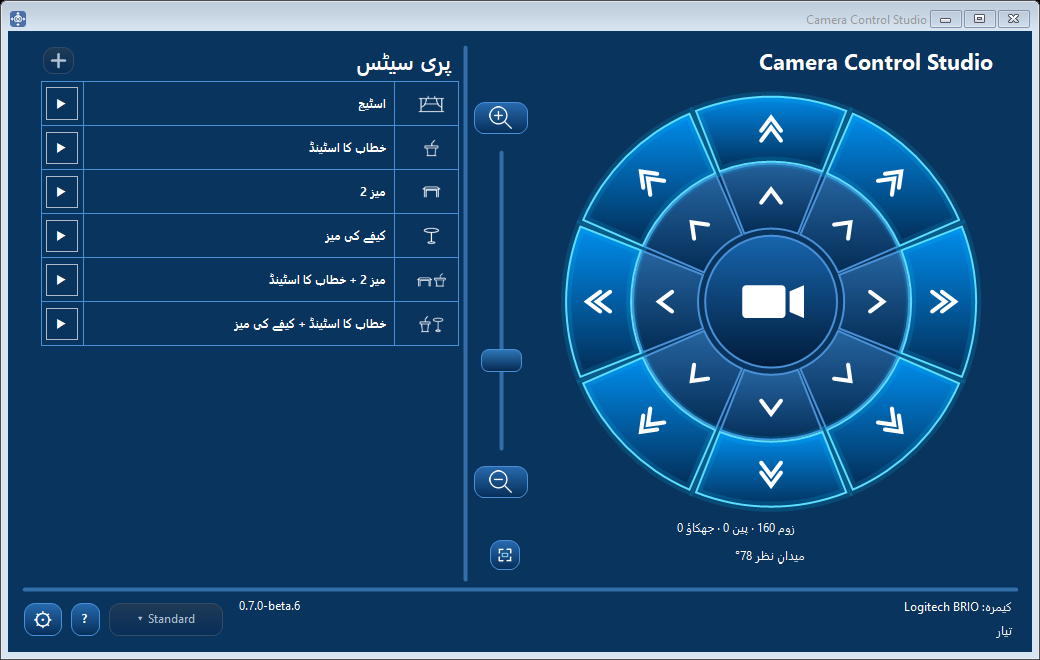 Camera Control Studio
Camera Control Studio
پری سیٹس
اسٹیج
خطاب کا اسٹینڈ
میز 2
کیفے کی میز
میز 2 + خطاب کا اسٹینڈ
خطاب کا اسٹینڈ + کیفے کی میز
زوم 160 · پین 0 · جھکاؤ 0
میدانِ نظر 78°
کیمرہ: Logitech BRIO
تیار
0.7.0-beta.6
Standard
?